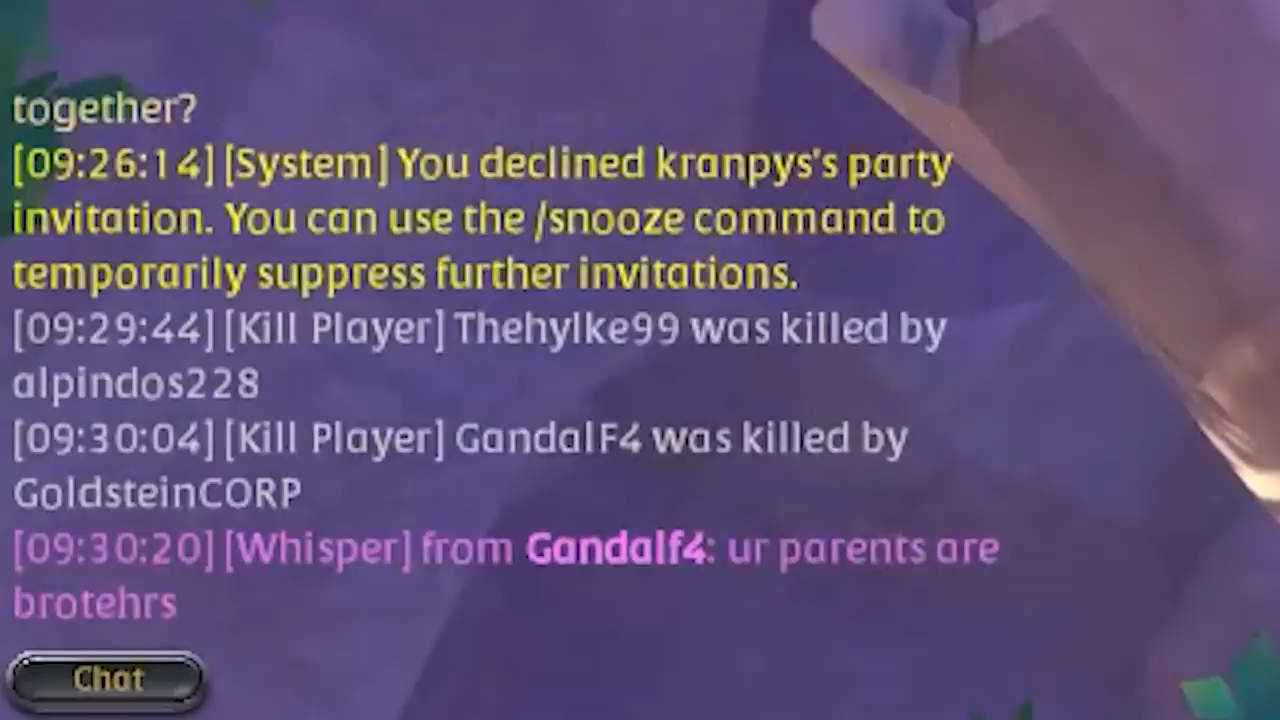 together?
[09:26:14] [System] You declined kranpys's party
invitation. You can use the /snooze command to
temporarily suppress further invitations.
[09:29:44] [Kill Player] Thehylke99 was killed by
alpindos228
[09:30:04] [Kill Player] GandalF4 was killed by
GoldsteinCORP
[09:30:20] [Whisper] from Gandalf4: ur parents are
brotehrs
Chat